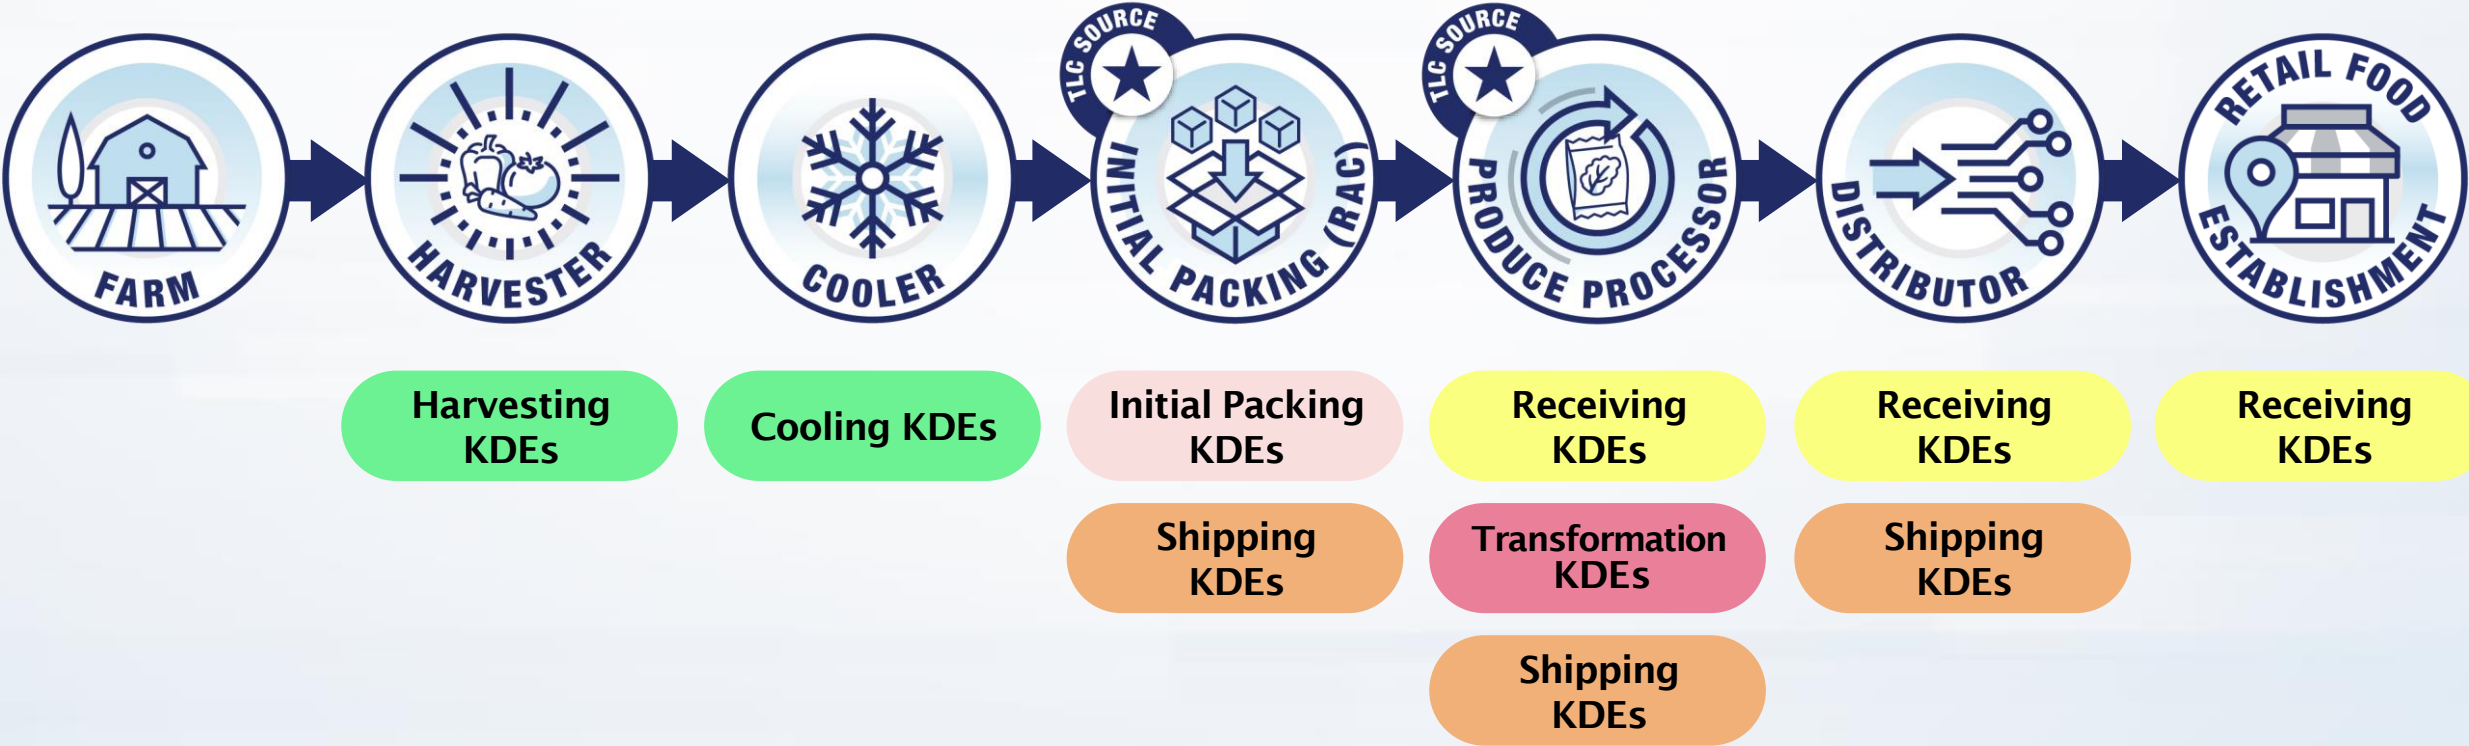 FARM
HARVESTER
COOLER
TLC SOURCE
INITIAL PACKING (RAC)
TLC SOURCE
PRODUCE PROCESSOR
DISTRIBUTOR
RETAIL FOOD
ESTABLISHMENT
Harvesting
KDEs
Cooling KDEs
Initial Packing
KDEs
Receiving
KDEs
Receiving
KDEs
Receiving
KDEs
Shipping
KDEs
Transformation
KDEs
Shipping
KDEs
Shipping
KDEs